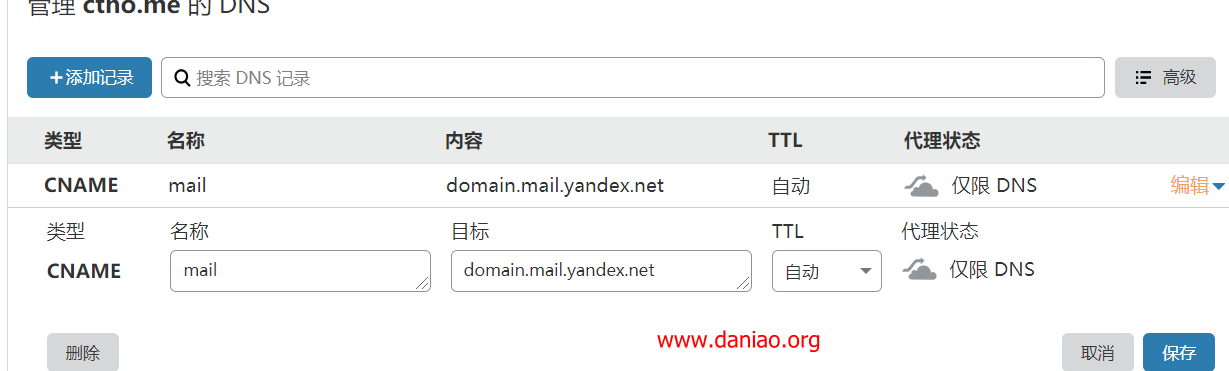 管理 ctho.me 的 DNS
添加记录 搜索 DNS 记录 高级
类型 名称 内容 TTL 代理状态
CNAME mail domain.mail.yandex.net 自动 仅限 DNS 编辑
类型 名称 目标 TTL 代理状态
CNAME mail domain.mail.yandex.net 自动 仅限 DNS
www.daniao.org
删除 取消 保存